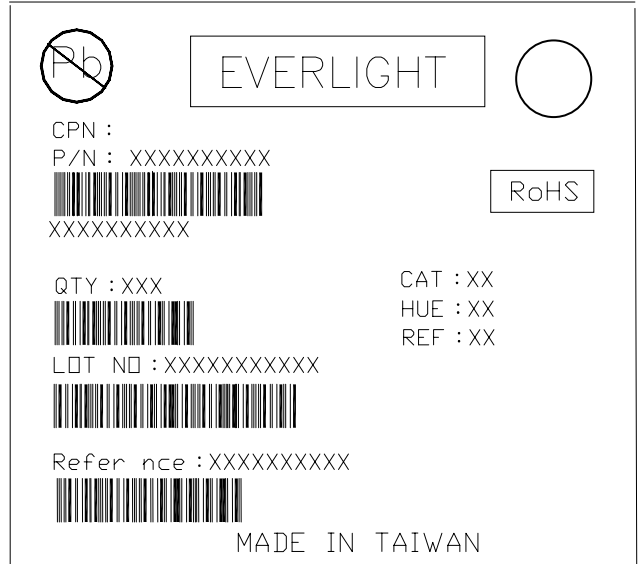 Pb
EVERLIGHT
CPN :
P/N : XXXXXXXXXX
RoHS
XXXXXXXXXX
QTY : XXX
CAT : XX
HUE : XX
REF : XX
LOT NO : XXXXXXXXXXX
Refer nce : XXXXXXXXXX
MADE IN TAIWAN